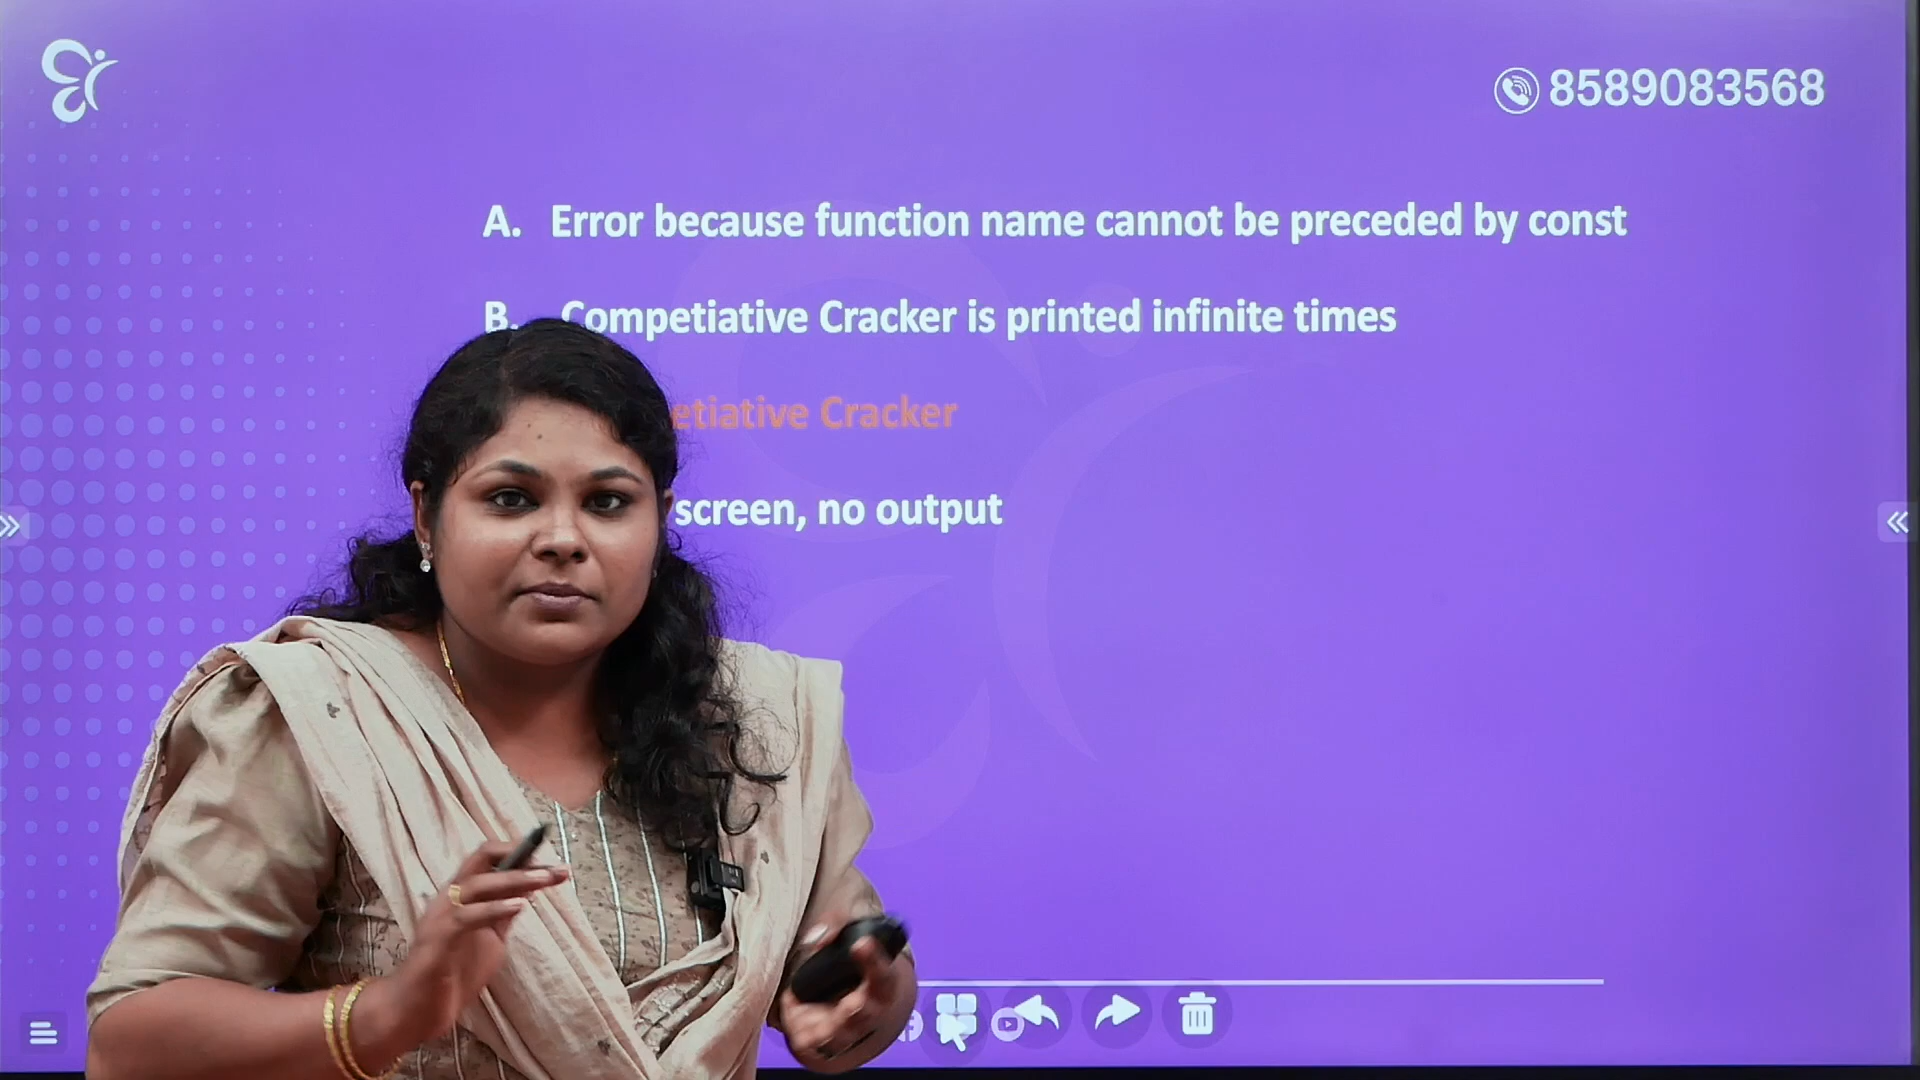 8589083568
A. Error because function name cannot be preceded by const
B. Competiative Cracker is printed infinite times
etiative Cracker
screen, no output